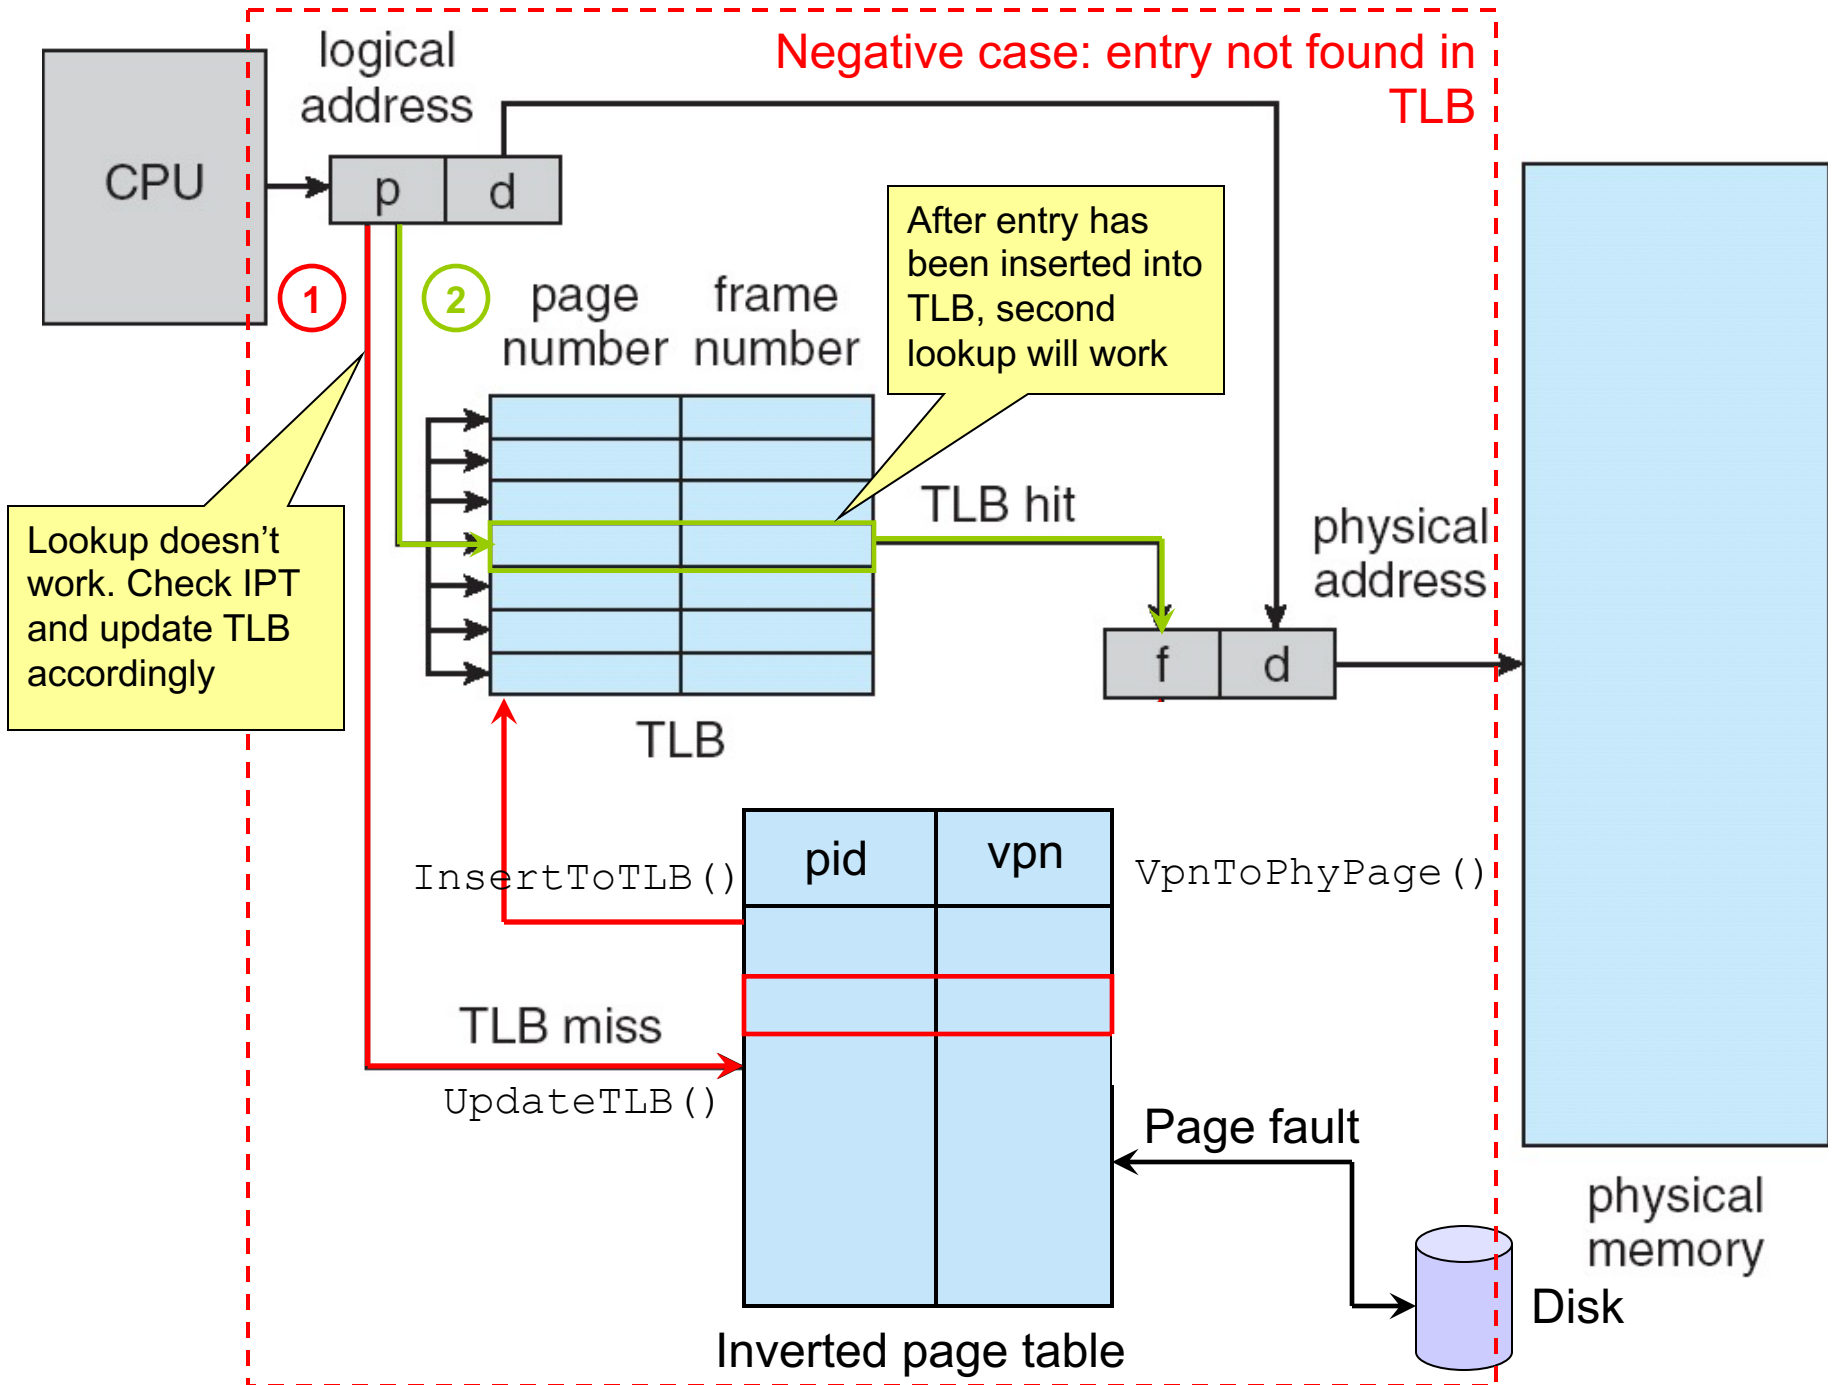 logical
address
Negative case: entry not found in
TLB
CPU
p
d
1
2
page
number
frame
number
After entry has
been inserted into
TLB, second
lookup will work
TLB hit
physical
address
Lookup doesn’t
work. Check IPT
and update TLB
accordingly
f
d
TLB
InsertToTLB()
pid
vpn
VpnToPhyPage()
TLB miss
UpdateTLB()
Page fault
physical
memory
Disk
Inverted page table